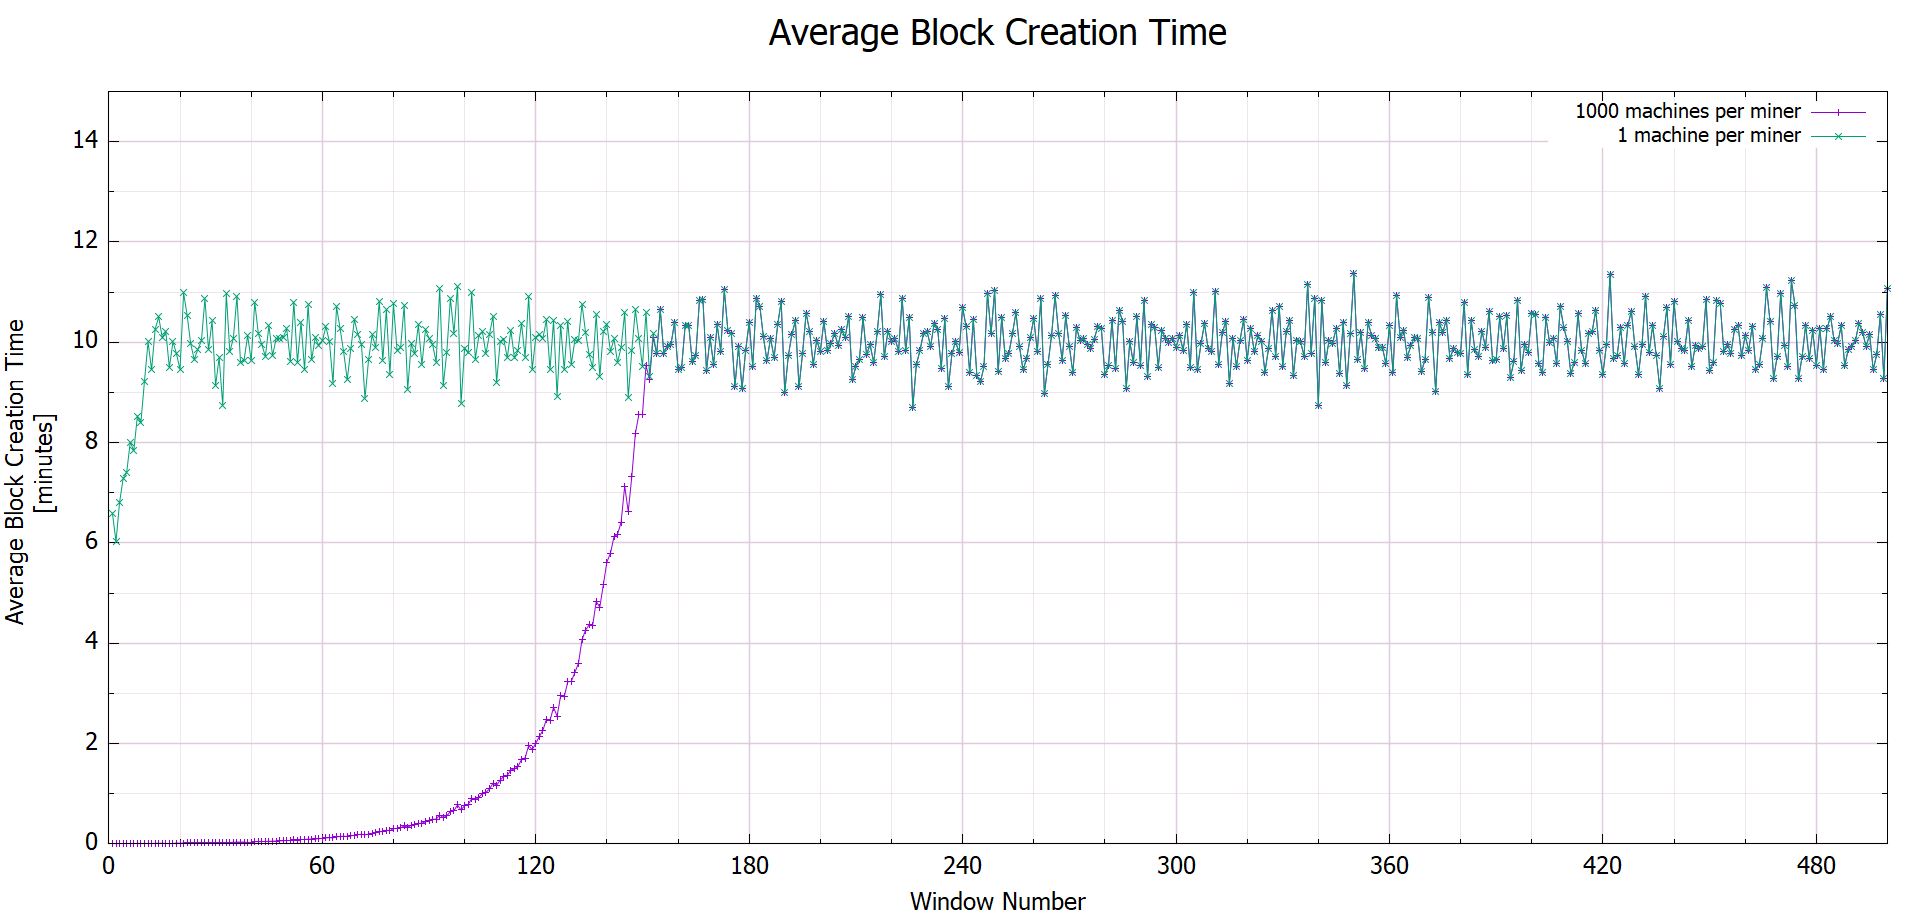 Average Block Creation Time
1000 machines per miner
1 machine per miner
14
12
10
8
6
4
2
0
Average Block Creation Time
[minutes]
0 60 120 180 240 300 360 420 480
Window Number